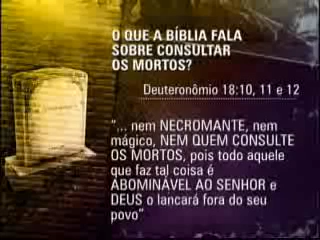 O QUE A BÍBLIA FALA
SOBRE CONSULTAR
OS MORTOS?
Deuteronômio 18:10, 11 e 12
"... nem NECROMANTE, nem
mágico, NEM QUEM CONSULTE
OS MORTOS, pois todo aquele
que faz tal coisa é
ABOMINÁVEL AO SENHOR e
DEUS o lancará fora do seu
povo"